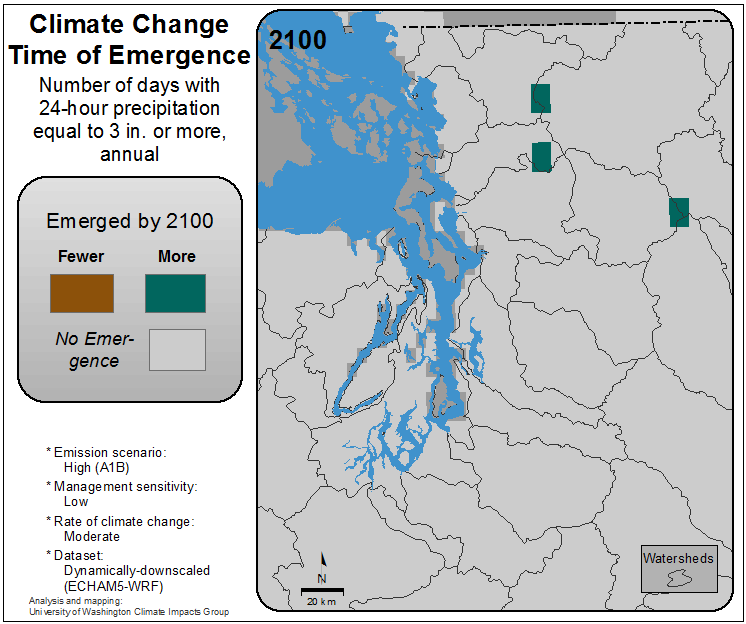 Climate Change
Time of Emergence
Number of days with
24-hour precipitation
equal to 3 in. or more,
annual
Emerged by 2100
Fewer
More
No Emer-
gence
* Emission scenario:
High (A1B)
* Management sensitivity:
Low
* Rate of climate change:
Moderate
* Dataset:
Dynamically-downscaled
(ECHAM5-WRF)
Analysis and mapping:
University of Washington Climate Impacts Group
2100
N
20 km
Watersheds